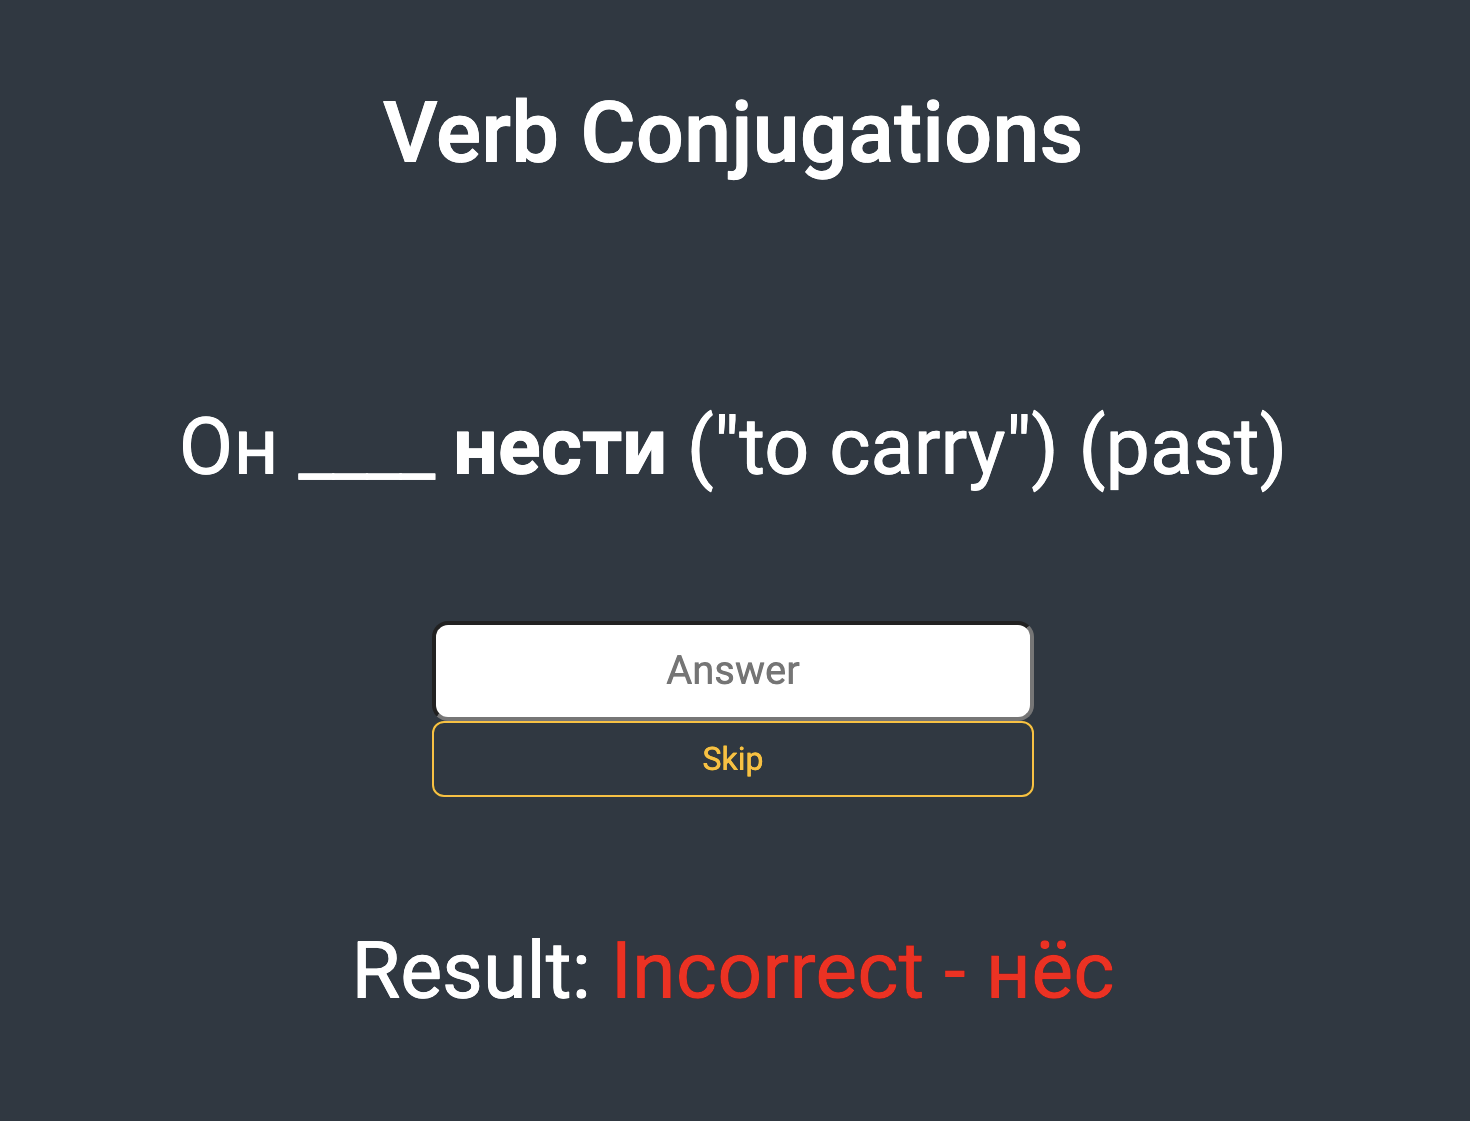 Verb Conjugations
Он ____ нести ("to carry") (past)
Answer
Skip
Result: Incorrect - нёс